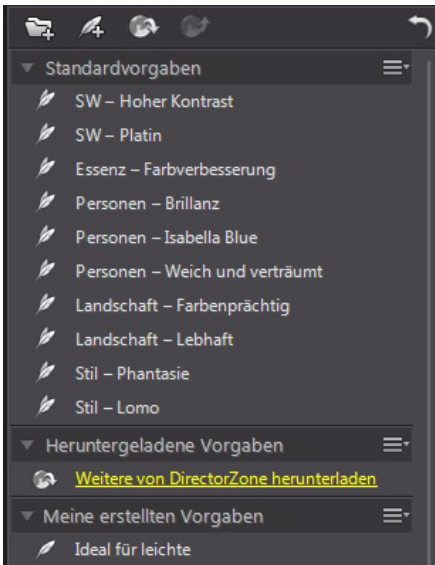 Standardvorgaben
SW – Hoher Kontrast
SW – Platin
Essenz – Farbverbesserung
Personen – Brillanz
Personen – Isabella Blue
Personen – Weich und verträumt
Landschaft – Farbenprächtig
Landschaft – Lebhaft
Stil – Phantasie
Stil – Lomo
Heruntergeladene Vorgaben
Weitere von DirectorZone herunterladen
Meine erstellten Vorgaben
Ideal für leichte